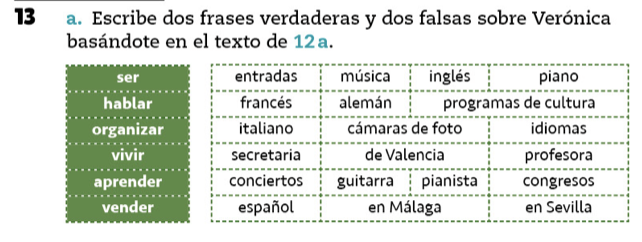 13 a. Escribe dos frases verdaderas y dos falsas sobre Verónica
basándote en el texto de 12 a.
ser entradas música inglés piano
hablar francés alemán programas de cultura
organizar italiano cámaras de foto idiomas
vivir secretaria de Valencia profesora
aprender conciertos guitarra pianista congresos
vender español en Málaga en Sevilla